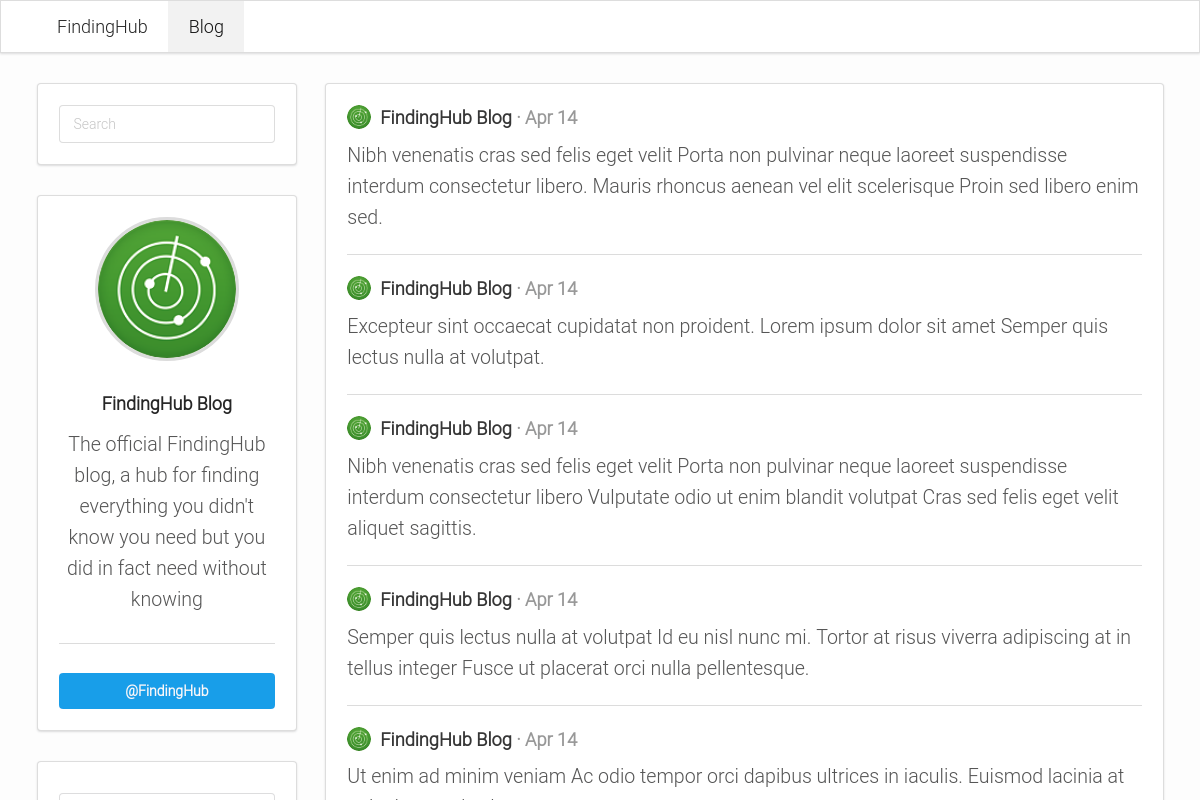 FindingHub
Blog
Search
FindingHub Blog
The official FindingHub
blog, a hub for finding
everything you didn't
know you need but you
did in fact need without
knowing
@FindingHub
FindingHub Blog · Apr 14
Nibh venenatis cras sed felis eget velit Porta non pulvinar neque laoreet suspendisse
interdum consectetur libero. Mauris rhoncus aenean vel elit scelerisque Proin sed libero enim
sed.
FindingHub Blog · Apr 14
Excepteur sint occaecat cupidatat non proident. Lorem ipsum dolor sit amet Semper quis
lectus nulla at volutpat.
FindingHub Blog · Apr 14
Nibh venenatis cras sed felis eget velit Porta non pulvinar neque laoreet suspendisse
interdum consectetur libero Vulputate odio ut enim blandit volutpat Cras sed felis eget velit
aliquet sagittis.
FindingHub Blog · Apr 14
Semper quis lectus nulla at volutpat Id eu nisl nunc mi. Tortor at risus viverra adipiscing at in
tellus integer Fusce ut placerat orci nulla pellentesque.
FindingHub Blog · Apr 14
Ut enim ad minim veniam Ac odio tempor orci dapibus ultrices in iaculis. Euismod lacinia at